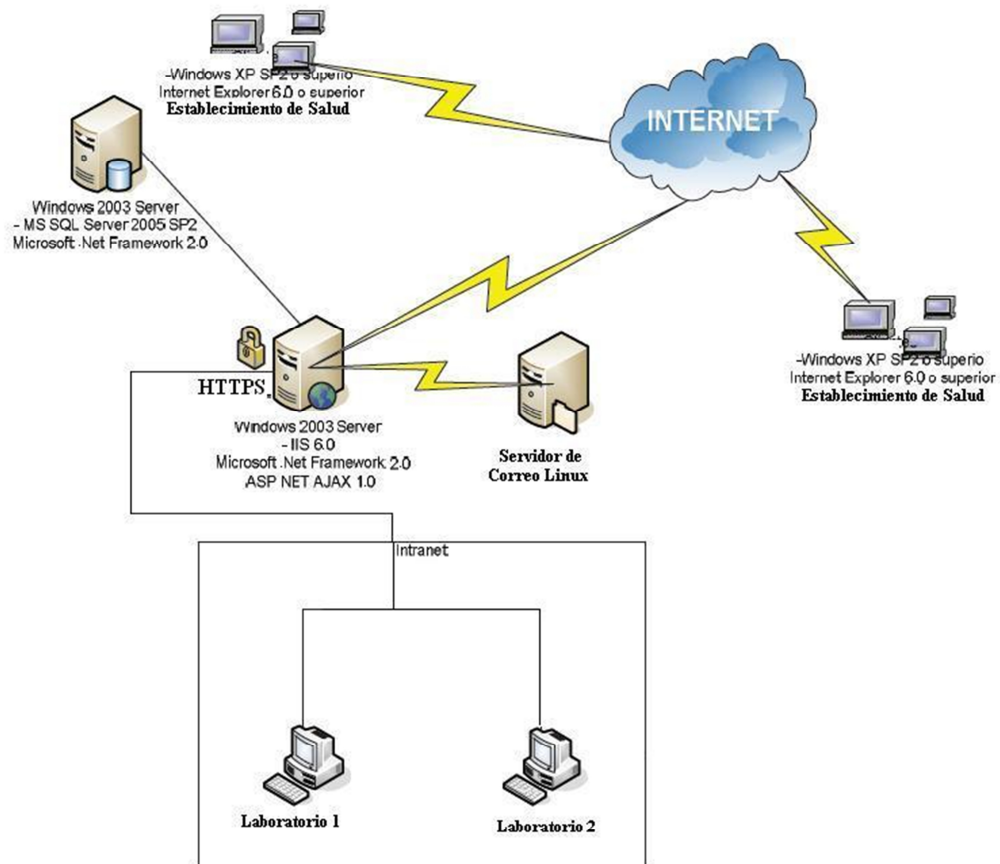 -Windows XP SP2 o superio
Internet Explorer 6.0 o superior
Establecimiento de Salud
INTERNET
Windows 2003 Server
- MS SQL Server 2005 SP2
Microsoft .Net Framework 2.0
-Windows XP SP2 o superio
Internet Explorer 6.0 o superior
Establecimiento de Salud
HTTPS.
Windows 2003 Server
- IIS 6.0
Microsoft .Net Framework 2.0
ASP NET AJAX 1.0
Servidor de
Correo Linux
Intranet
Laboratorio 1
Laboratorio 2